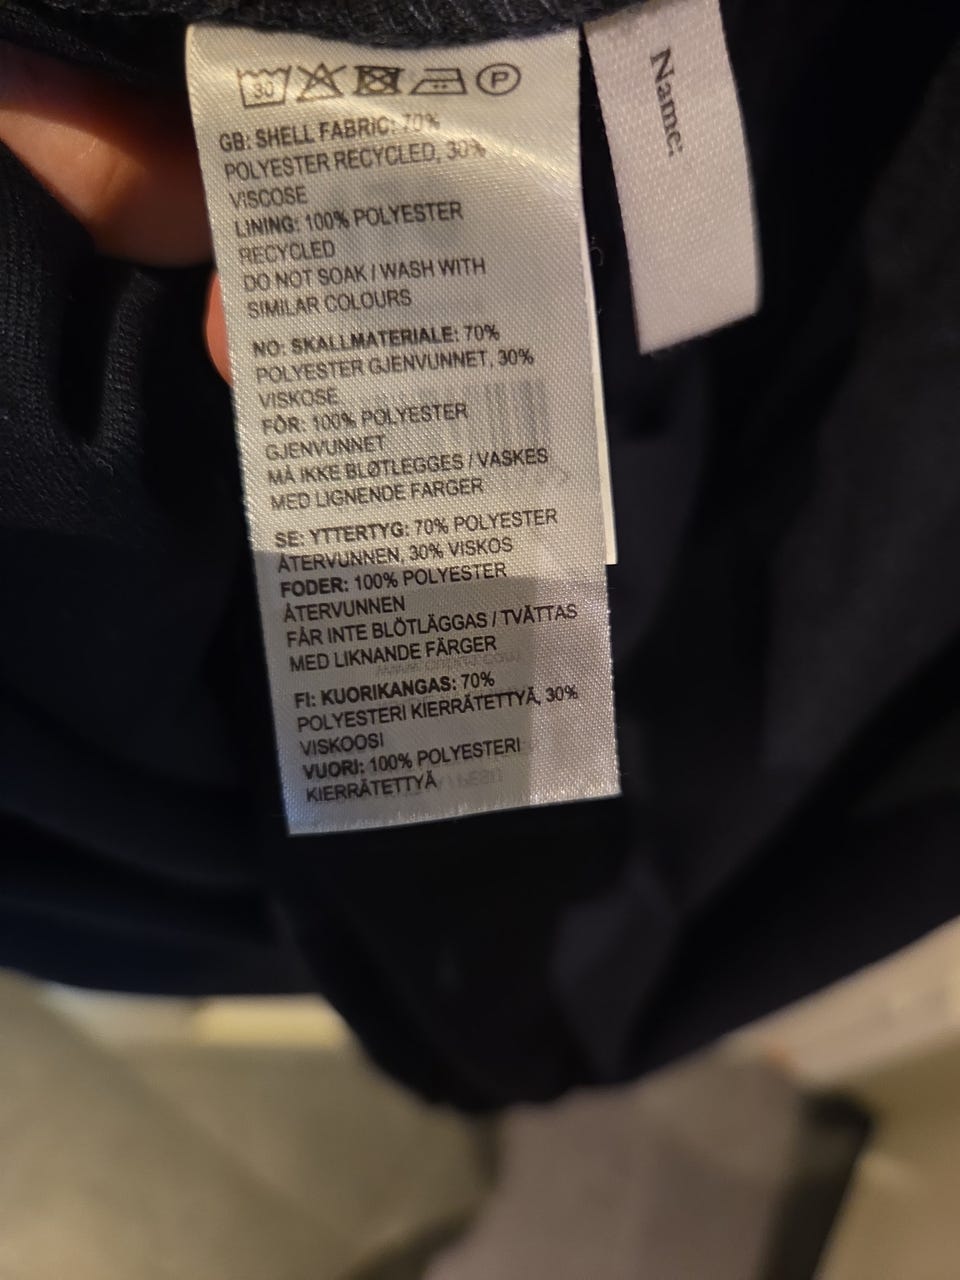 30 P
GB: SHELL FABRIC: 70%
POLYESTER RECYCLED, 30%
VISCOSE
LINING: 100% POLYESTER
RECYCLED
DO NOT SOAK / WASH WITH
SIMILAR COLOURS
NO: SKALLMATERIALE: 70%
POLYESTER GJENVUNNET, 30%
VISKOSE
FÔR: 100% POLYESTER
GJENVUNNET
MÅ IKKE BLØTLEGGES / VASKES
MED LIGNENDE FARGER
SE: YTTERTYG: 70% POLYESTER
ÅTERVUNNEN, 30% VISKOS
FODER: 100% POLYESTER
ÅTERVUNNEN
FÅR INTE BLÖTLÄGGAS / TVÄTTAS
MED LIKNANDE FÄRGER
FI: KUORIKANGAS: 70%
POLYESTERI KIERRÄTETTYÄ, 30%
VISKOOSI
VUORI: 100% POLYESTERI
KIERRÄTETTYÄ
Name: